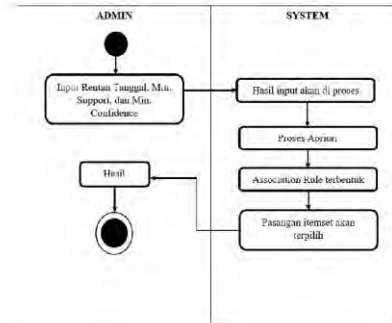 ADMIN
SYSTEM
Input Rentan Tanggal, Min.
Support, dan Min.
Confidence
Hasil input akan di proses
Proses Apriori
Association Rule terbentuk
Hasil
Pasangan itemset akan
terpilih